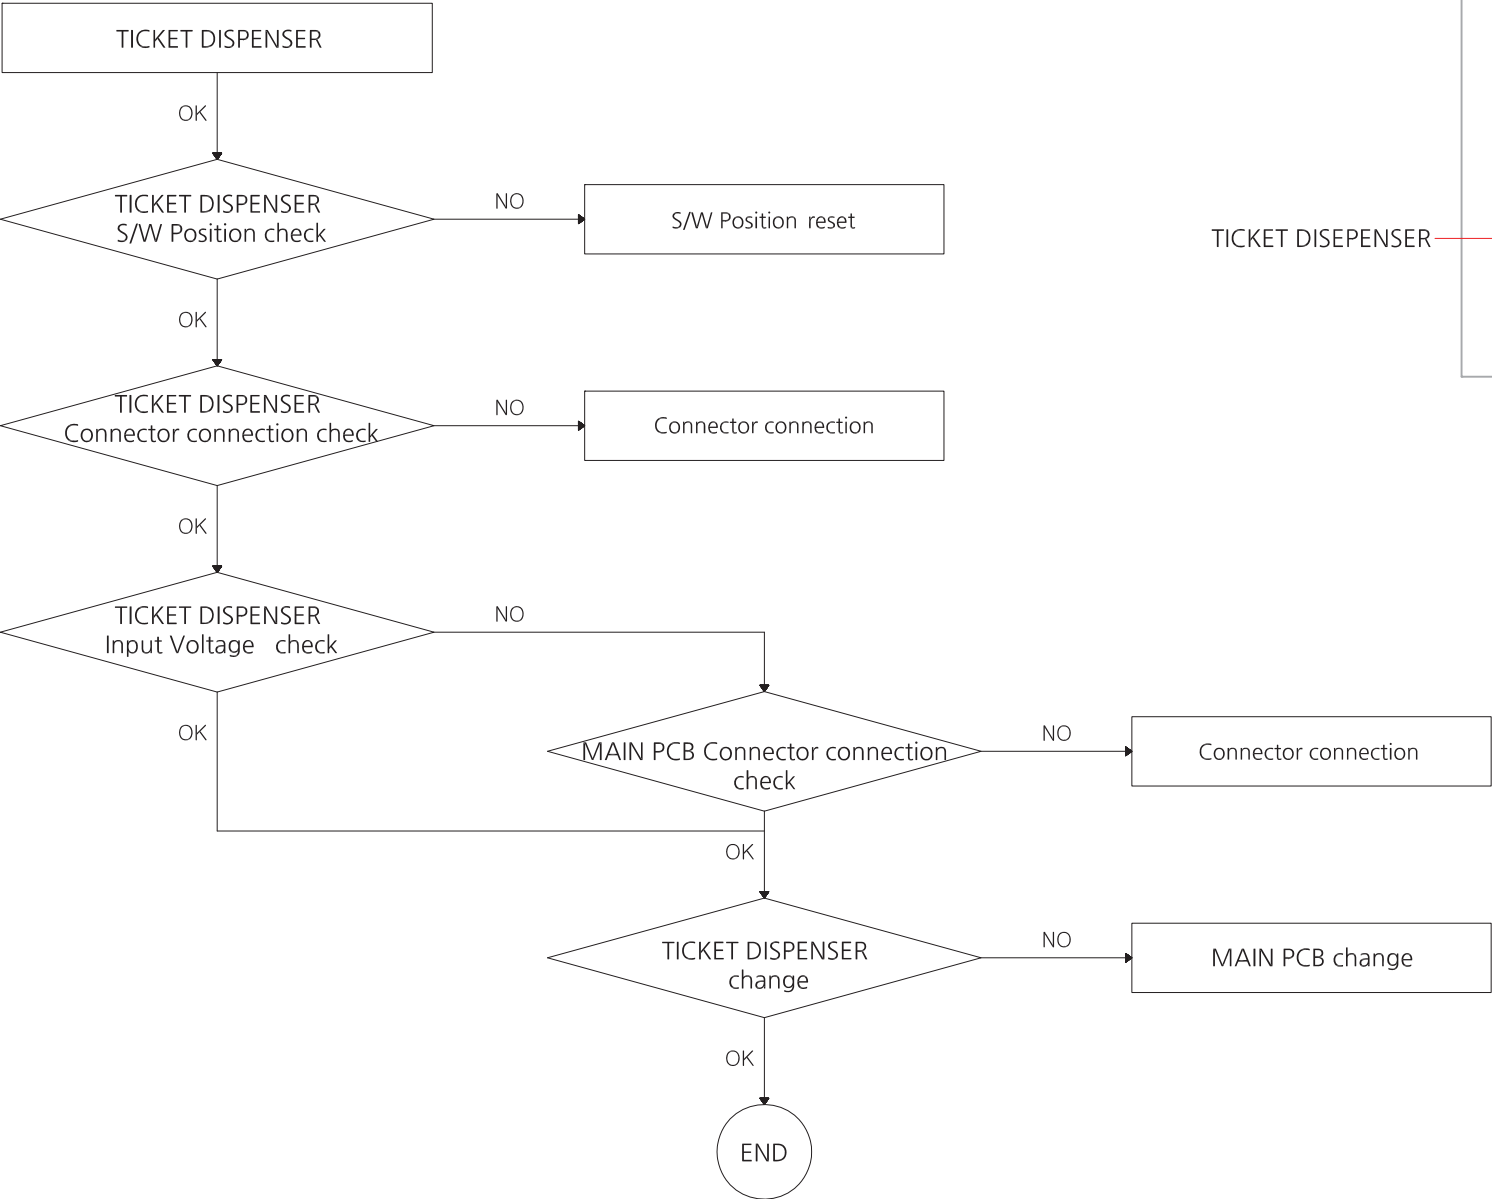 TICKET DISPENSER
OK
TICKET DISPENSER
S/W Position check
NO
S/W Position reset
TICKET DISEPENSER
OK
TICKET DISPENSER
Connector connection check
NO
Connector connection
OK
TICKET DISPENSER
Input Voltage check
NO
OK
MAIN PCB Connector connection
check
NO
Connector connection
OK
TICKET DISPENSER
change
NO
MAIN PCB change
OK
END